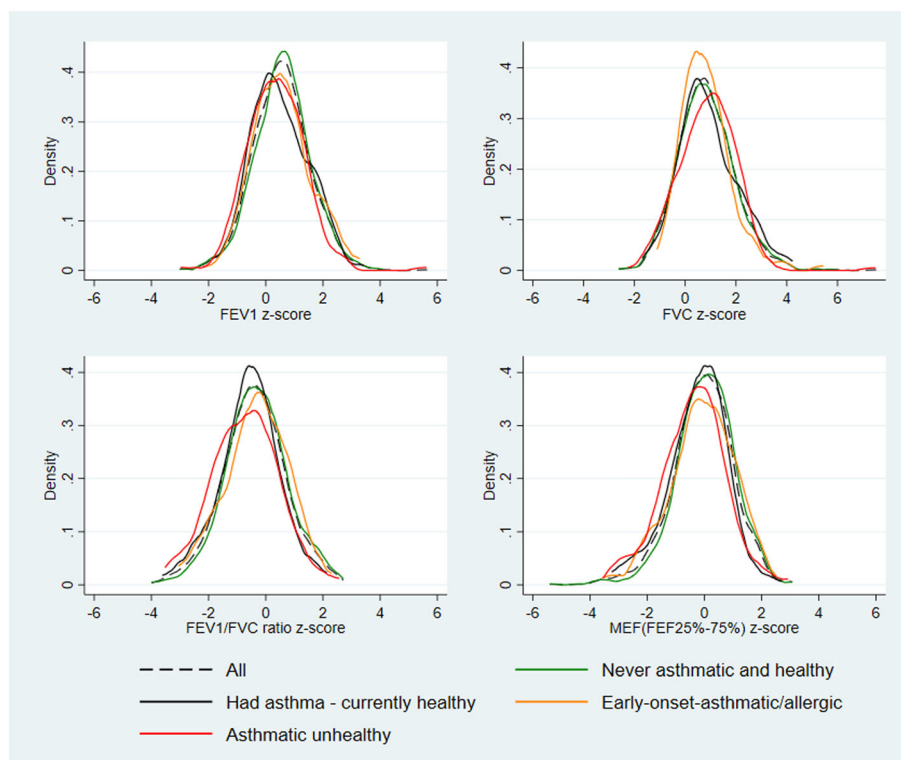 .4
.3
.2
.1
0
Density
-6 -4 -2 0 2 4 6
FEV1 z-score
.4
.3
.2
.1
0
Density
-6 -4 -2 0 2 4 6
FVC z-score
.4
.3
.2
.1
0
Density
-6 -4 -2 0 2 4 6
FEV1/FVC ratio z-score
.4
.3
.2
.1
0
Density
-6 -4 -2 0 2 4 6
MEF(FEF25%-75%) z-score
All
Never asthmatic and healthy
Had asthma - currently healthy
Early-onset-asthmatic/allergic
Asthmatic unhealthy